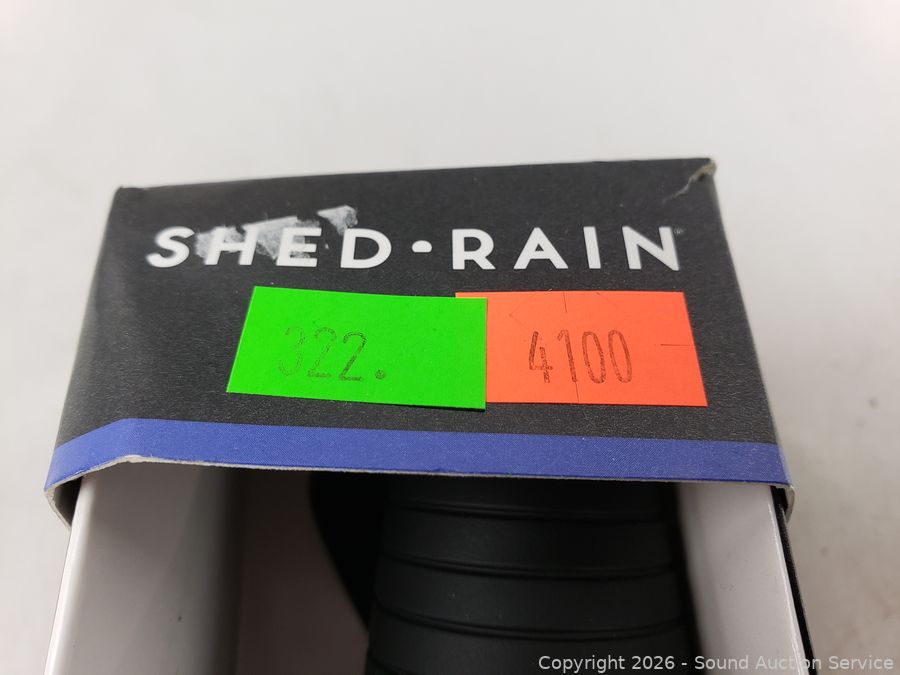 SHED•RAIN
322. 4100
Copyright 2026 - Sound Auction Service